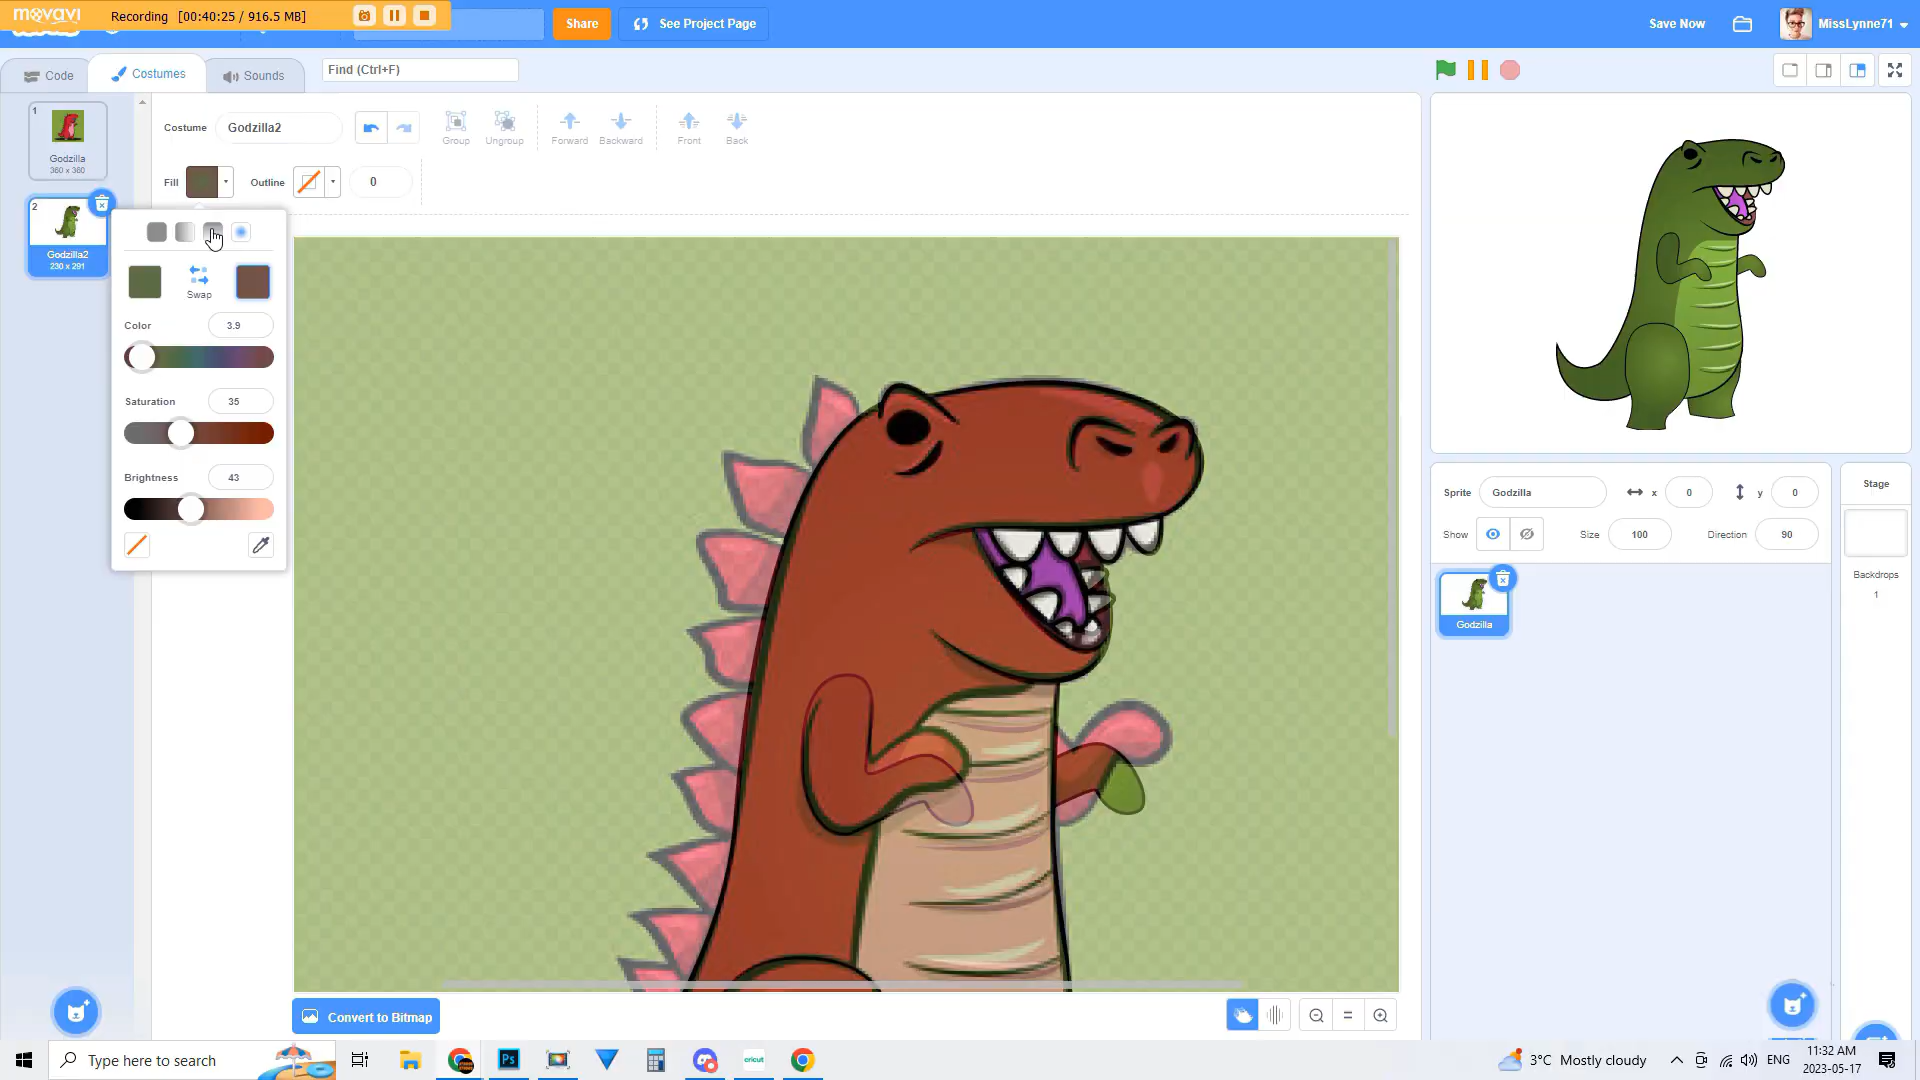 movavi
Recording [00:40:25 / 916.5 MB]
Share
See Project Page
Save Now
MissLynne71
Code
Costumes
Sounds
Find (Ctrl+F)
1
Godzilla
360 x 360
2
Godzilla2
230 x 291
Costume
Godzilla2
Group
Ungroup
Forward
Backward
Front
Back
Fill
Outline
0
Swap
Color
3.9
Saturation
35
Brightness
43
Convert to Bitmap
Sprite
Godzilla
x
0
y
0
Show
Size
100
Direction
90
Godzilla
Stage
Backdrops
1
Type here to search
Ps
cricut
3°C Mostly cloudy
ENG
11:32 AM
2023-05-17